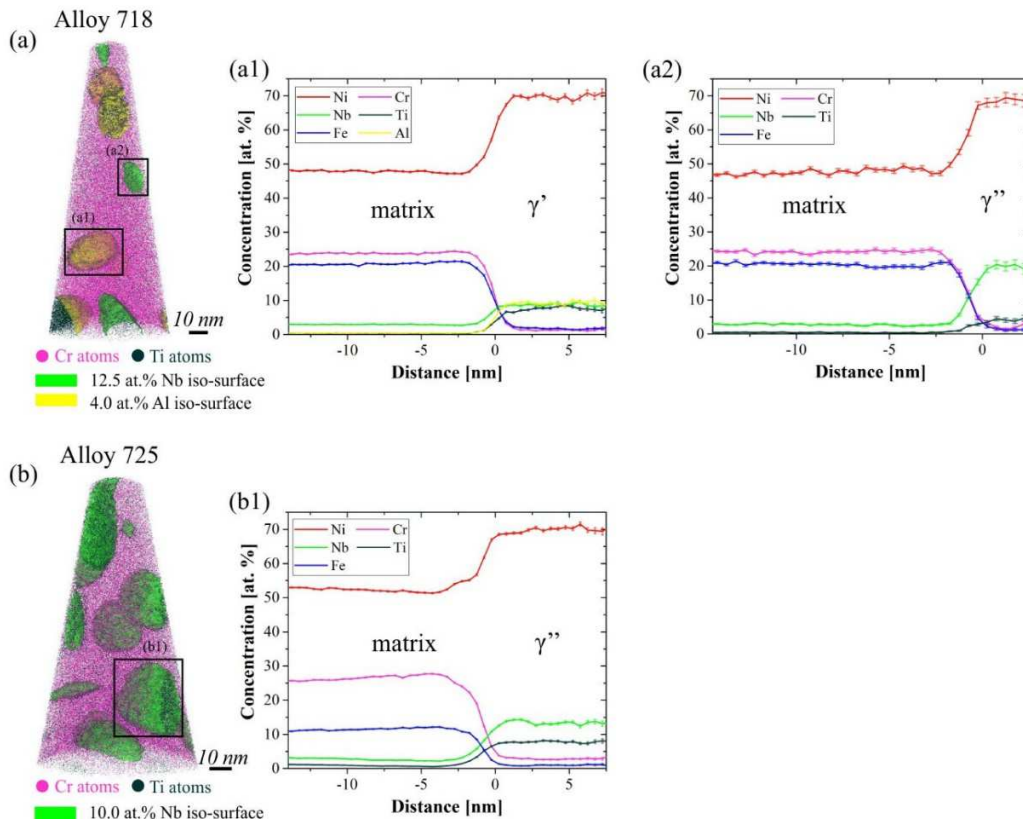 Alloy 718
(a)
(a2)
(a1)
10 nm
Cr atoms Ti atoms
12.5 at.% Nb iso-surface
4.0 at.% Al iso-surface
(a1)
Concentration [at. %]
70
60
50
40
30
20
10
0
Ni Cr
Nb Ti
Fe Al
matrix γ’
-10 -5 0 5
Distance [nm]
(a2)
Concentration [at. %]
70
60
50
40
30
20
10
0
Ni Cr
Nb Ti
Fe
matrix γ’’
-15 -10 -5 0
Distance [nm]
Alloy 725
(b)
(b1)
10 nm
Cr atoms Ti atoms
10.0 at.% Nb iso-surface
(b1)
Concentration [at. %]
70
60
50
40
30
20
10
0
Ni Cr
Nb Ti
Fe
matrix γ’’
-10 -5 0 5
Distance [nm]